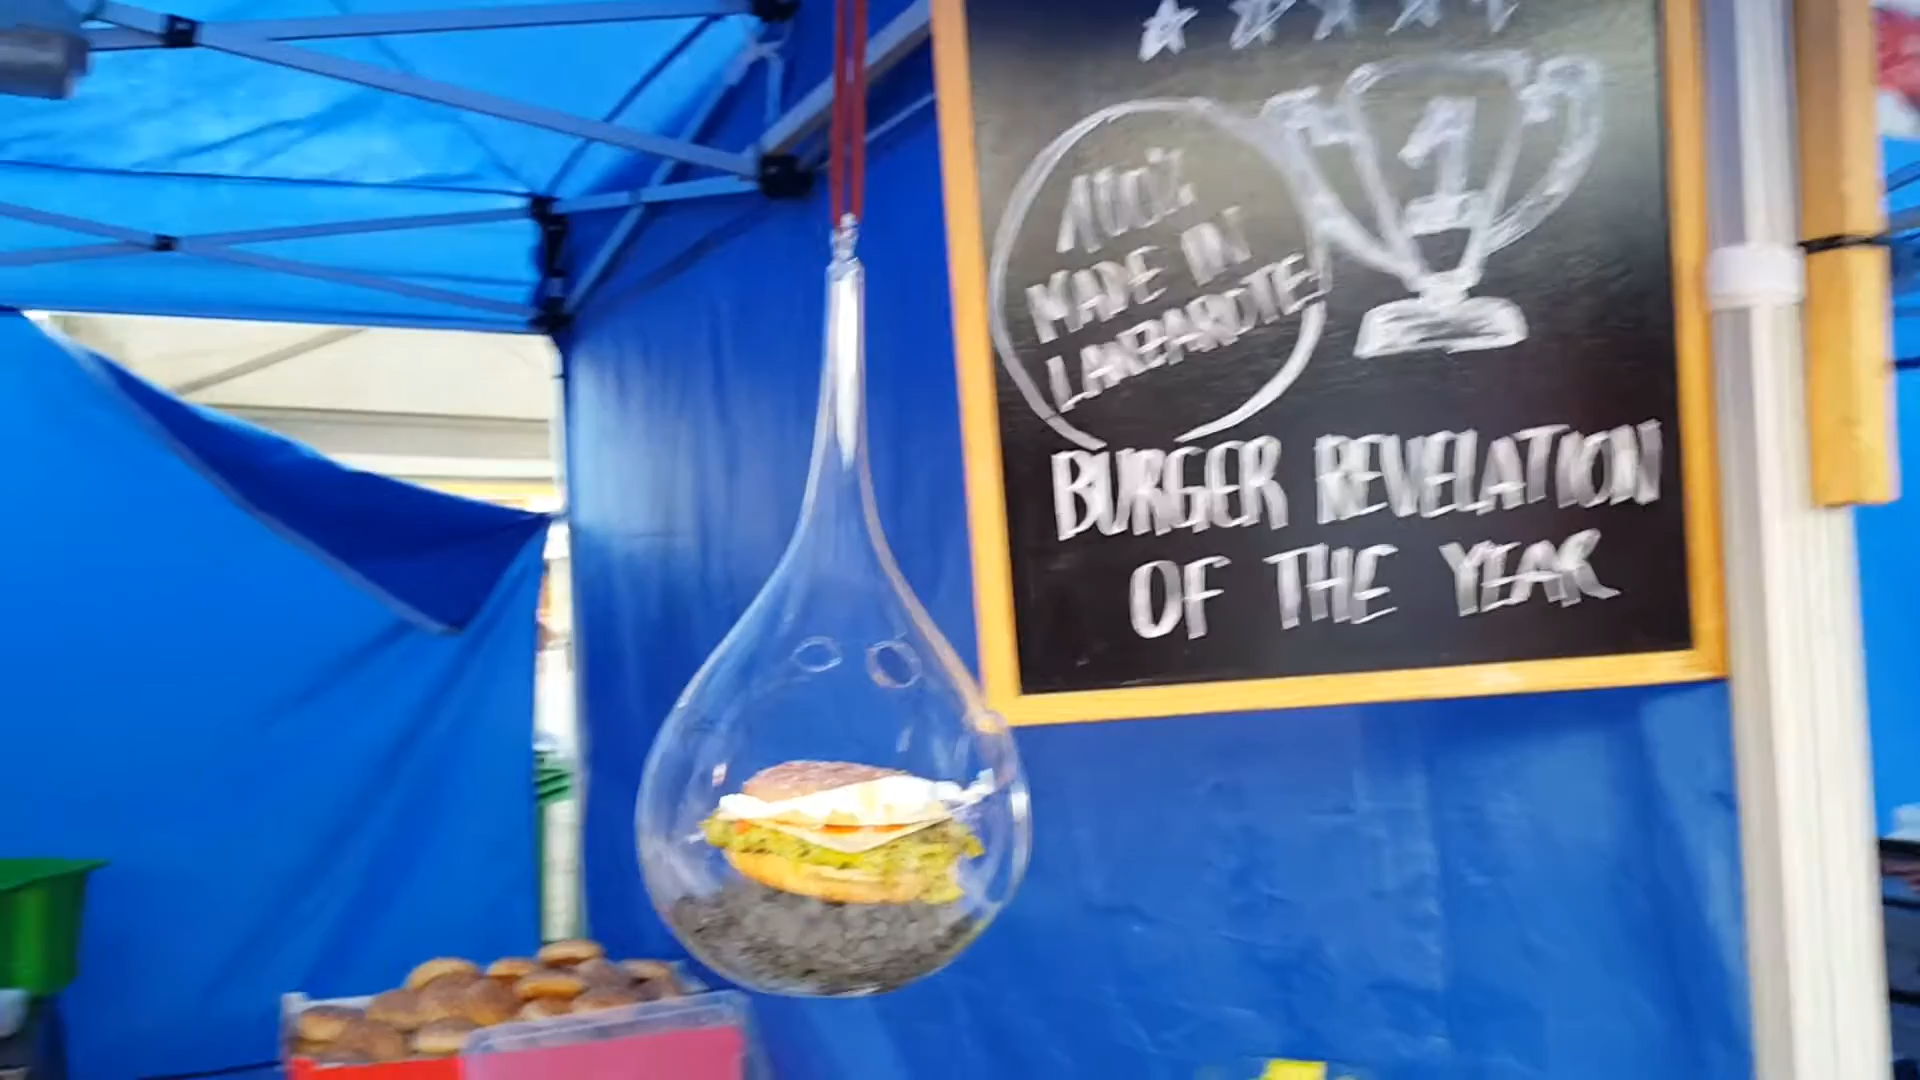 100%
MADE IN
LANZAROTE
1
BURGER REVELATION
OF THE YEAR